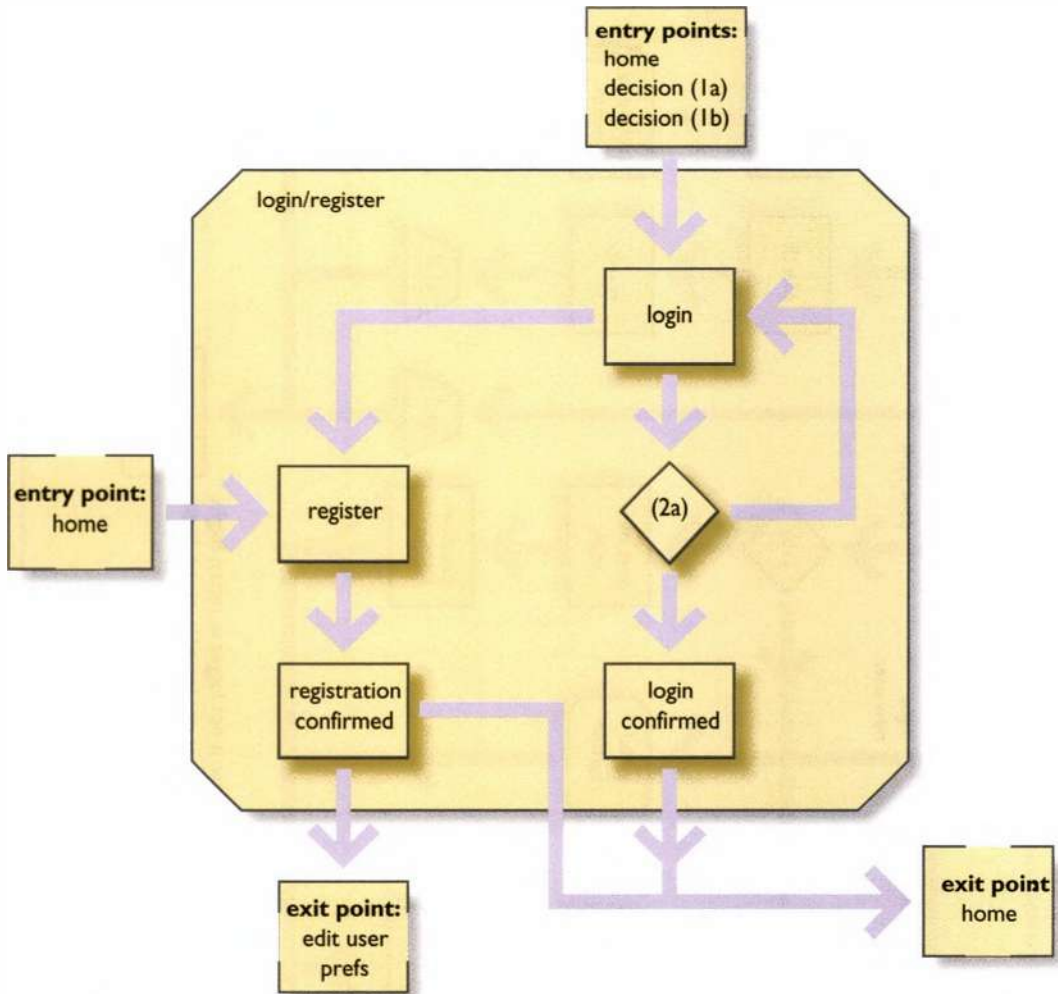 entry points:
home
decision (1a)
decision (1b)
login/register
login
entry point:
home
register
(2a)
registration
confirmed
login
confirmed
exit point:
edit user
prefs
exit point
home